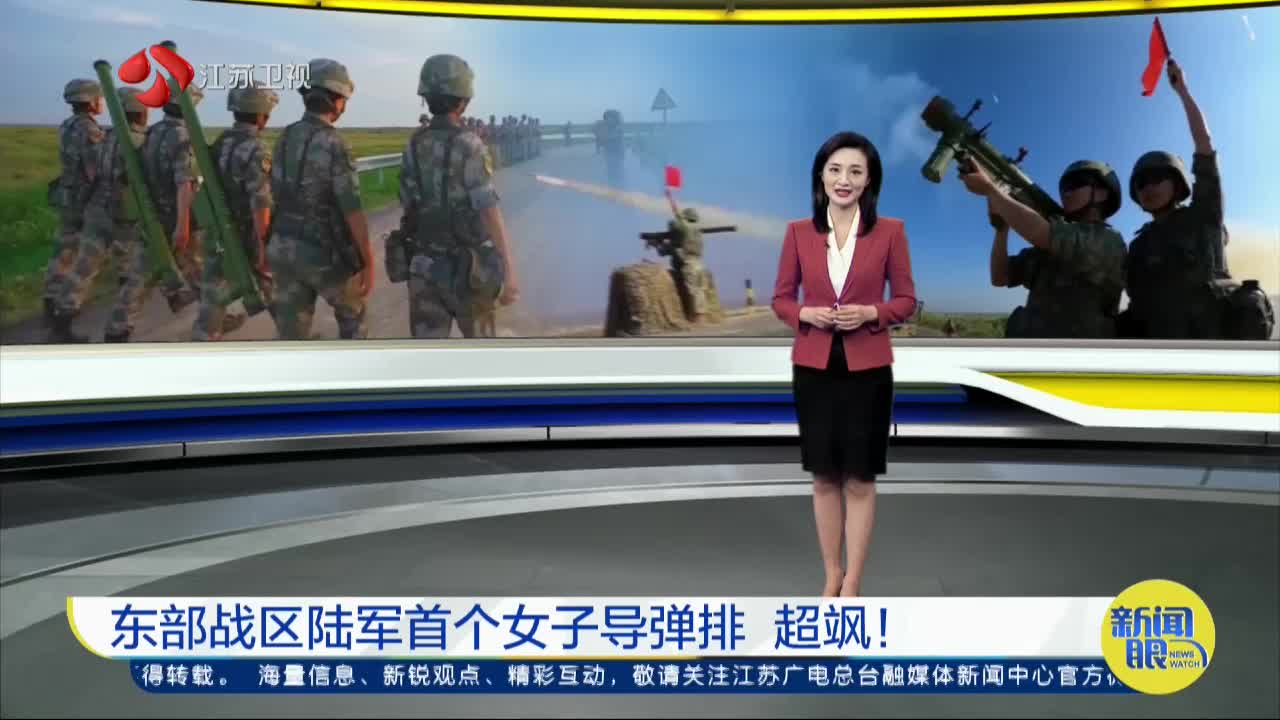 江苏卫视
东部战区陆军首个女子导弹排 超飒！
新闻眼
NEWS
WATCH
得转载。 海量信息、新锐观点、精彩互动，敬请关注江苏广电总台融媒体新闻中心官方